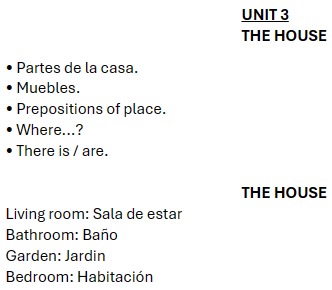 UNIT 3
THE HOUSE
• Partes de la casa.
• Muebles.
• Prepositions of place.
• Where...?
• There is / are.
THE HOUSE
Living room: Sala de estar
Bathroom: Baño
Garden: Jardin
Bedroom: Habitación